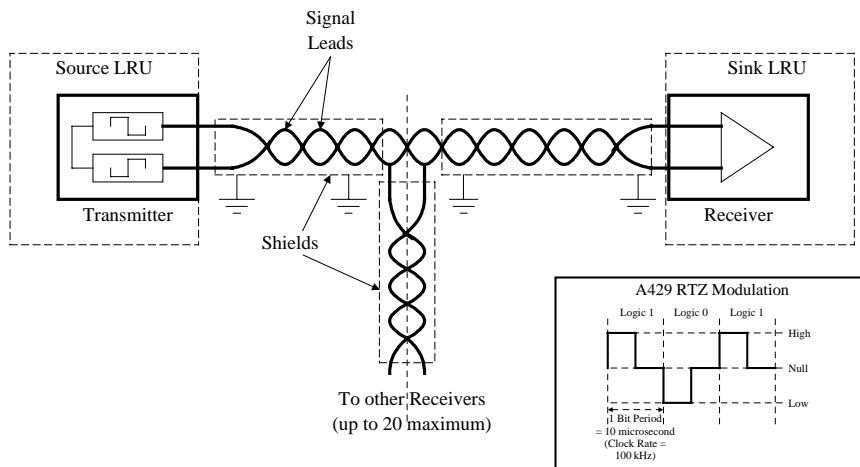 Signal
Leads
Source LRU
Sink LRU
Transmitter
Receiver
Shields
To other Receivers
(up to 20 maximum)
A429 RTZ Modulation
Logic 1 Logic 0 Logic 1
High
Null
Low
1 Bit Period
= 10 microsecond
(Clock Rate =
100 kHz)